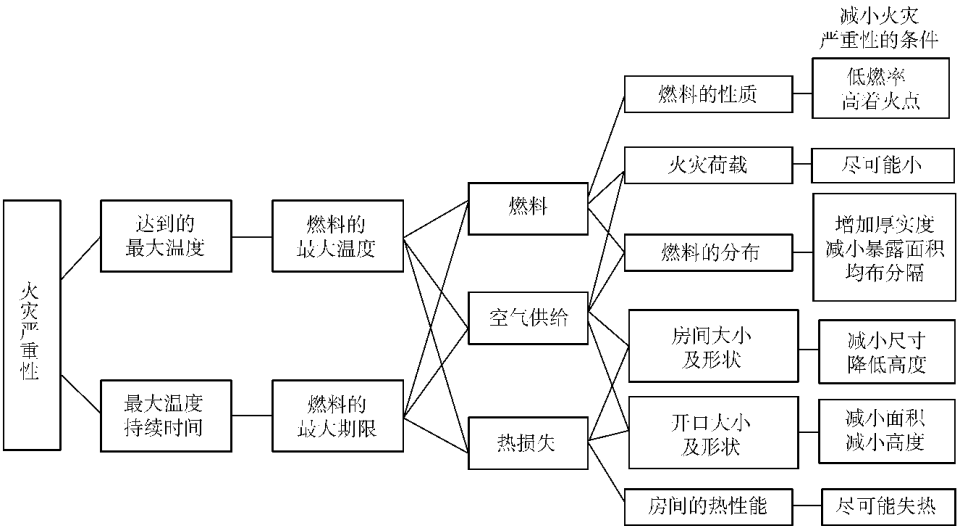 减小火灾
严重性的条件
燃料的性质
低燃率
高着火点
火灾荷载
尽可能小
燃料
达到的
最大温度
燃料的
最大温度
燃料的分布
增加厚实度
减小暴露面积
均布分隔
火灾严重性
空气供给
房间大小
及形状
减小尺寸
降低高度
最大温度
持续时间
燃料的
最大期限
热损失
开口大小
及形状
减小面积
减小高度
房间的热性能
尽可能失热